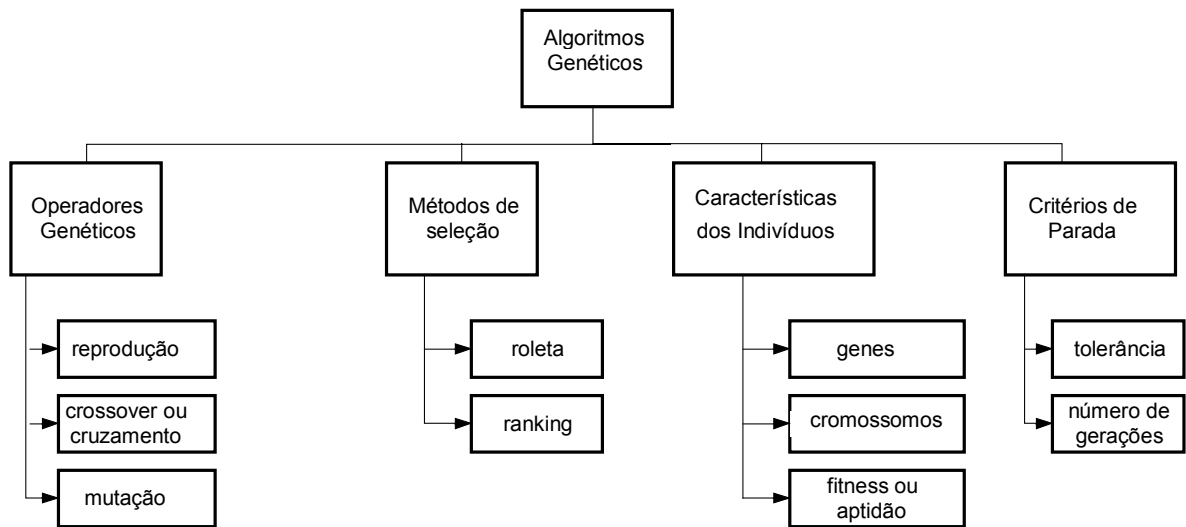 Algoritmos
Genéticos
Operadores
Genéticos
Métodos de
seleção
Características
dos Indivíduos
Critérios de
Parada
reprodução
crossover ou
cruzamento
mutação
roleta
ranking
genes
cromossomos
fitness ou
aptidão
tolerância
número de
gerações